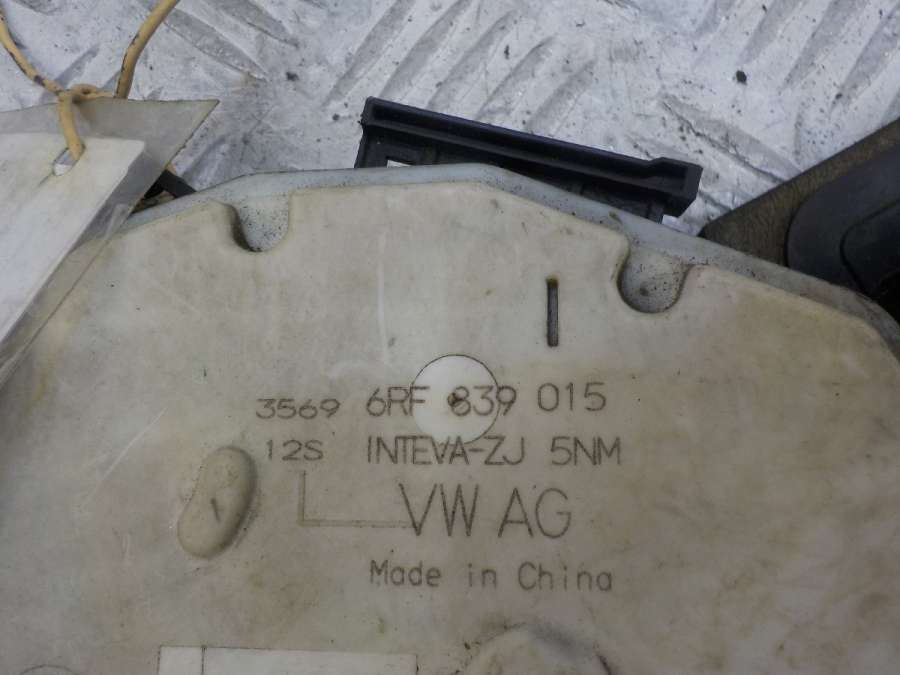 3569 6RF 839 015
12S INTEVA-ZJ 5NM
VW AG
Made in China